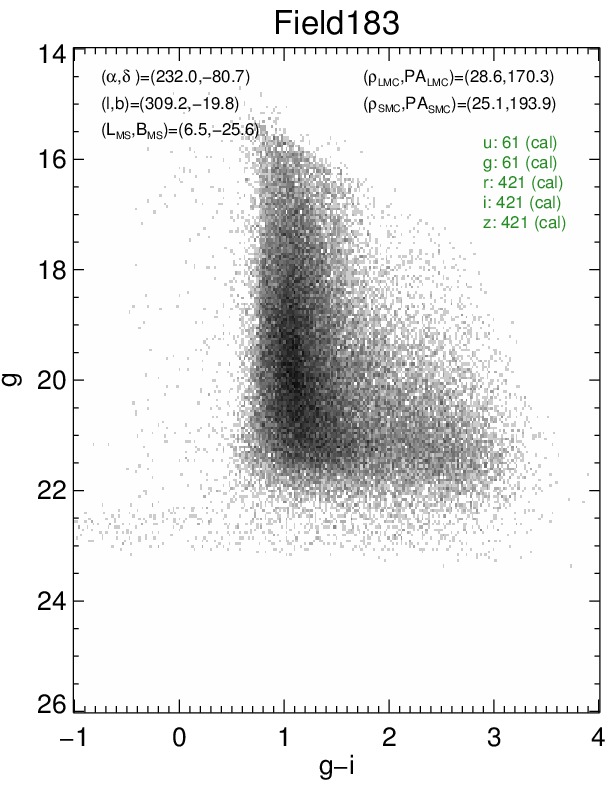 Field183
14
(α,δ)=(232.0,−80.7)
(ρLMC,PALMC)=(28.6,170.3)
(l,b)=(309.2,−19.8)
(ρSMC,PASMC)=(25.1,193.9)
(LMS,BMS)=(6.5,−25.6)
u: 61 (cal)
16
g: 61 (cal)
r: 421 (cal)
i: 421 (cal)
z: 421 (cal)
18
g
20
22
24
26
−1 0 1 2 3 4
g−i